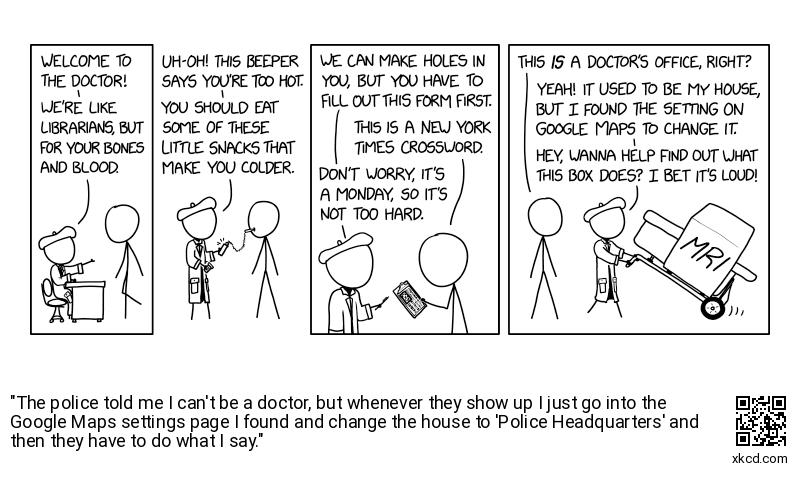 WELCOME TO
THE DOCTOR!
WE'RE LIKE
LIBRARIANS, BUT
FOR YOUR BONES
AND BLOOD.
UH-OH! THIS BEEPER
SAYS YOU'RE TOO HOT.
YOU SHOULD EAT
SOME OF THESE
LITTLE SNACKS THAT
MAKE YOU COLDER.
WE CAN MAKE HOLES IN
YOU, BUT YOU HAVE TO
FILL OUT THIS FORM FIRST.
THIS IS A NEW YORK
TIMES CROSSWORD.
DON'T WORRY, IT'S
A MONDAY, SO IT'S
NOT TOO HARD.
THIS IS A DOCTOR'S OFFICE, RIGHT?
YEAH! IT USED TO BE MY HOUSE,
BUT I FOUND THE SETTING ON
GOOGLE MAPS TO CHANGE IT.
HEY, WANNA HELP FIND OUT WHAT
THIS BOX DOES? I BET IT'S LOUD!
MRI
"The police told me I can't be a doctor, but whenever they show up I just go into the
Google Maps settings page I found and change the house to 'Police Headquarters' and
then they have to do what I say."
xkcd.com